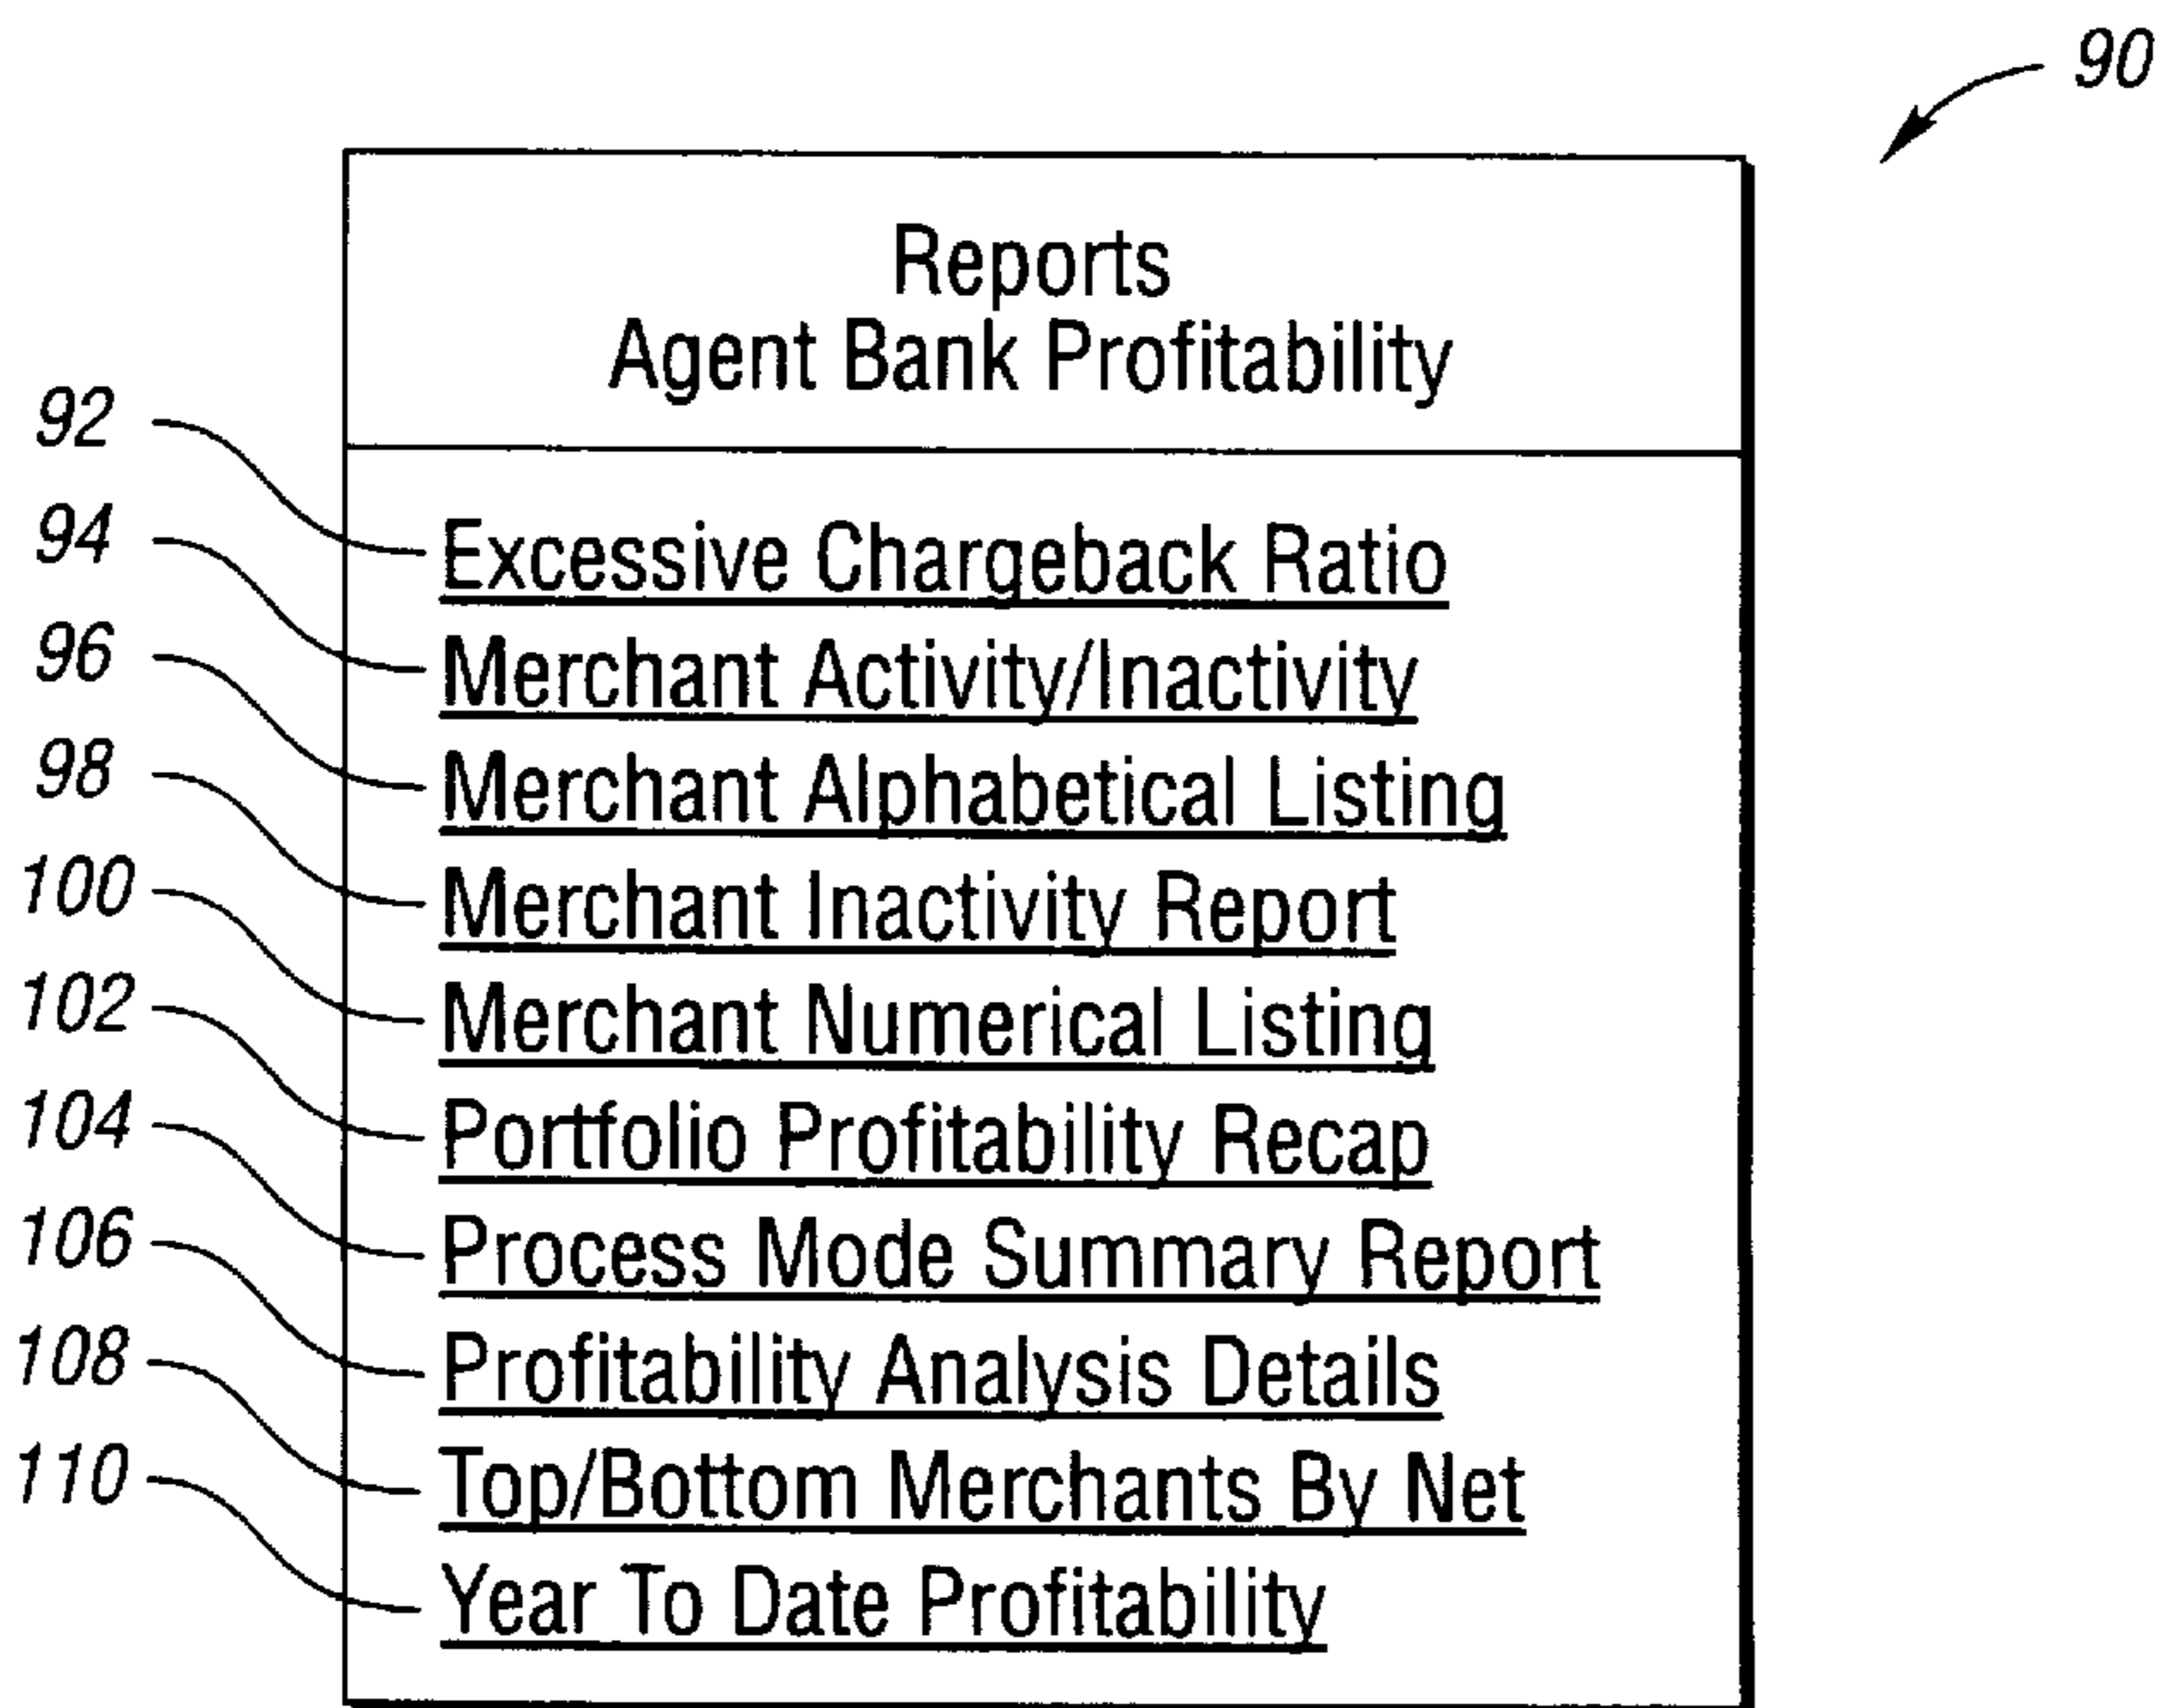 90
Reports
Agent Bank Profitability
92 Excessive Chargeback Ratio
94 Merchant Activity/Inactivity
96 Merchant Alphabetical Listing
98 Merchant Inactivity Report
100 Merchant Numerical Listing
102 Portfolio Profitability Recap
104 Process Mode Summary Report
106 Profitability Analysis Details
108 Top/Bottom Merchants By Net
110 Year To Date Profitability